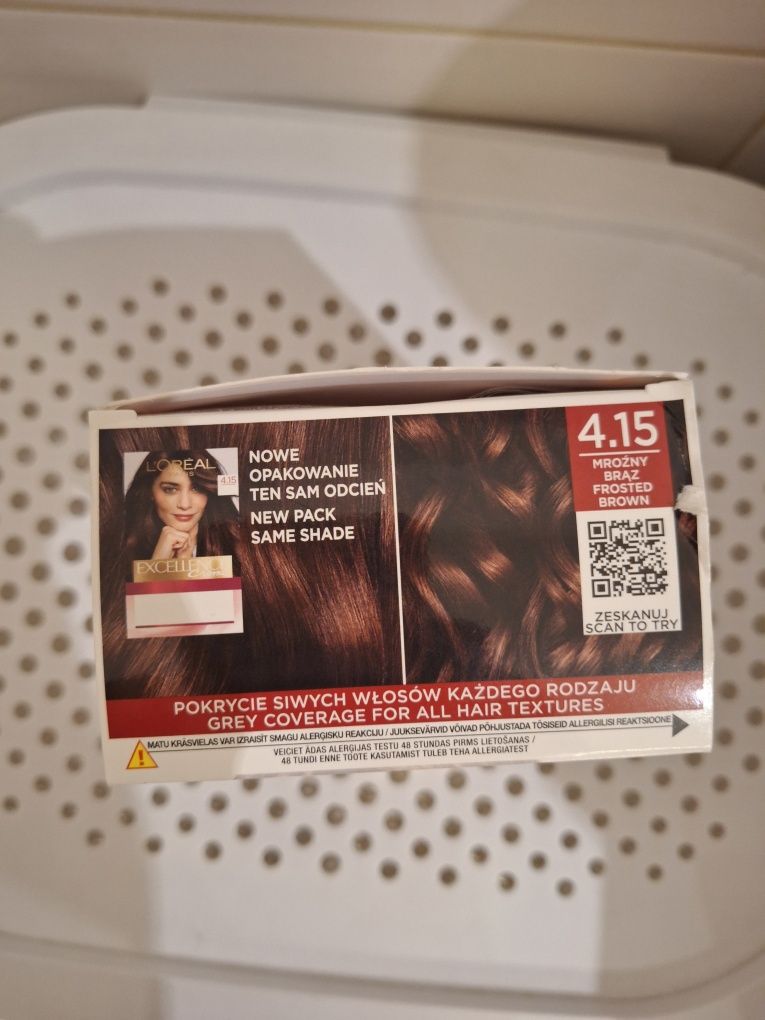 L'ORÉAL
PARIS
4.15
EXCELLENCE
Crème
NOWE
OPAKOWANIE
TEN SAM ODCIEŃ
NEW PACK
SAME SHADE
4.15
MROŹNY
BRĄZ
FROSTED
BROWN
ZESKANUJ
SCAN TO TRY
POKRYCIE SIWYCH WŁOSÓW KAŻDEGO RODZAJU
GREY COVERAGE FOR ALL HAIR TEXTURES
MATU KRĀSVIELAS VAR IZRAISĪT SMAGU ALERĢISKU REAKCIJU / JUUKSEVÄRVID VÕIVAD PÕHJUSTADA TÕSISEID ALLERGILISI REAKTSIOONE
VEICIET ĀDAS ALERĢIJAS TESTU 48 STUNDAS PIRMS LIETOŠANAS /
48 TUNDI ENNE TOOTE KASUTAMIST TULEB TEHA ALLERGIATEST